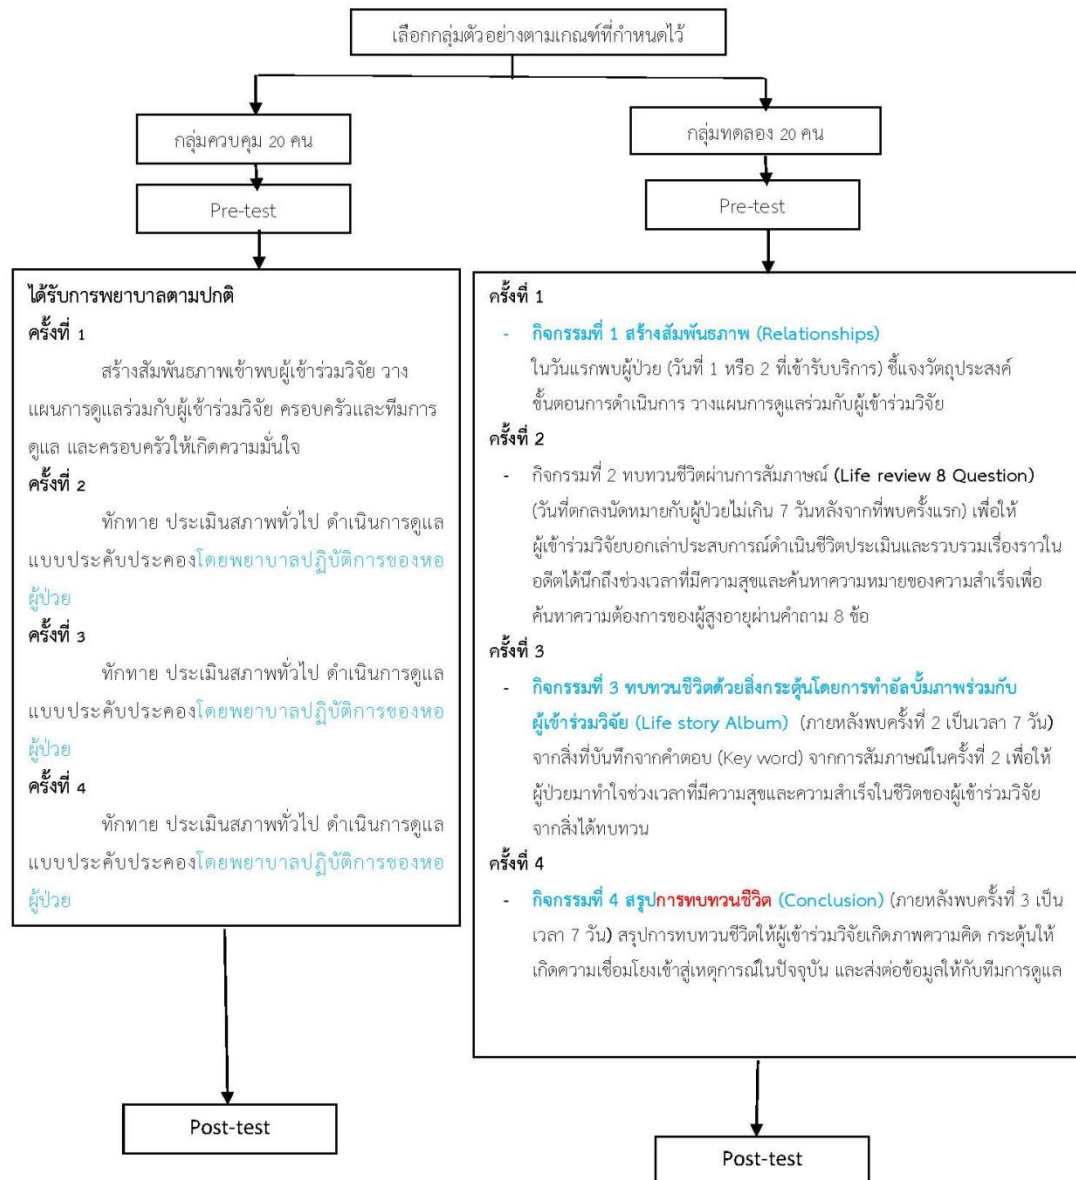 เลือกกลุ่มตัวอย่างตามเกณฑ์ที่กำหนดไว้
กลุ่มควบคุม 20 คน
Pre-test
ได้รับการพยาบาลตามปกติ
ครั้งที่ 1
สร้างสัมพันธภาพเข้าพบผู้เข้าร่วมวิจัย วาง
แผนการดูแลร่วมกับผู้เข้าร่วมวิจัย ครอบครัวและทีมการ
ดูแล และครอบครัวให้เกิดความมั่นใจ
ครั้งที่ 2
ทักทาย ประเมินสภาพทั่วไป ดำเนินการดูแล
แบบประคับประคองโดยพยาบาลปฏิบัติการของหอ
ผู้ป่วย
ครั้งที่ 3
ทักทาย ประเมินสภาพทั่วไป ดำเนินการดูแล
แบบประคับประคองโดยพยาบาลปฏิบัติการของหอ
ผู้ป่วย
ครั้งที่ 4
ทักทาย ประเมินสภาพทั่วไป ดำเนินการดูแล
แบบประคับประคองโดยพยาบาลปฏิบัติการของหอ
ผู้ป่วย
Post-test
กลุ่มทดลอง 20 คน
Pre-test
ครั้งที่ 1
- กิจกรรมที่ 1 สร้างสัมพันธภาพ (Relationships)
ในวันแรกพบผู้ป่วย (วันที่ 1 หรือ 2 ที่เข้ารับบริการ) ชี้แจงวัตถุประสงค์
ขั้นตอนการดำเนินการ วางแผนการดูแลร่วมกับผู้เข้าร่วมวิจัย
ครั้งที่ 2
- กิจกรรมที่ 2 ทบทวนชีวิตผ่านการสัมภาษณ์ (Life review 8 Question)
(วันที่ตกลงนัดหมายกับผู้ป่วยไม่เกิน 7 วันหลังจากที่พบครั้งแรก) เพื่อให้
ผู้เข้าร่วมวิจัยบอกเล่าประสบการณ์ดำเนินชีวิตประเมินและรวบรวมเรื่องราวใน
อดีตได้นึกถึงช่วงเวลาที่มีความสุขและค้นหาความหมายของความสำเร็จเพื่อ
ค้นหาความต้องการของผู้สูงอายุผ่านคำถาม 8 ข้อ
ครั้งที่ 3
- กิจกรรมที่ 3 ทบทวนชีวิตด้วยสิ่งกระตุ้นโดยการทำอัลบั้มภาพร่วมกับ
ผู้เข้าร่วมวิจัย (Life story Album) (ภายหลังพบครั้งที่ 2 เป็นเวลา 7 วัน)
จากสิ่งที่บันทึกจากคำตอบ (Key word) จากการสัมภาษณ์ในครั้งที่ 2 เพื่อให้
ผู้ป่วยมาทำใจช่วงเวลาที่มีความสุขและความสำเร็จในชีวิตของผู้เข้าร่วมวิจัย
จากสิ่งได้ทบทวน
ครั้งที่ 4
- กิจกรรมที่ 4 สรุปการทบทวนชีวิต (Conclusion) (ภายหลังพบครั้งที่ 3 เป็น
เวลา 7 วัน) สรุปการทบทวนชีวิตให้ผู้เข้าร่วมวิจัยเกิดภาพความคิด กระตุ้นให้
เกิดความเชื่อมโยงเข้าสู่เหตุการณ์ในปัจจุบัน และส่งต่อข้อมูลให้กับทีมการดูแล
Post-test